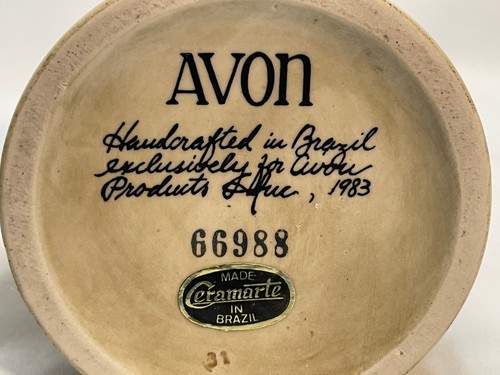 AVON
Handcrafted in Brazil
exclusively for Avon
Products Inc, 1983
66988
MADE
Ceramarte
IN
BRAZIL
31